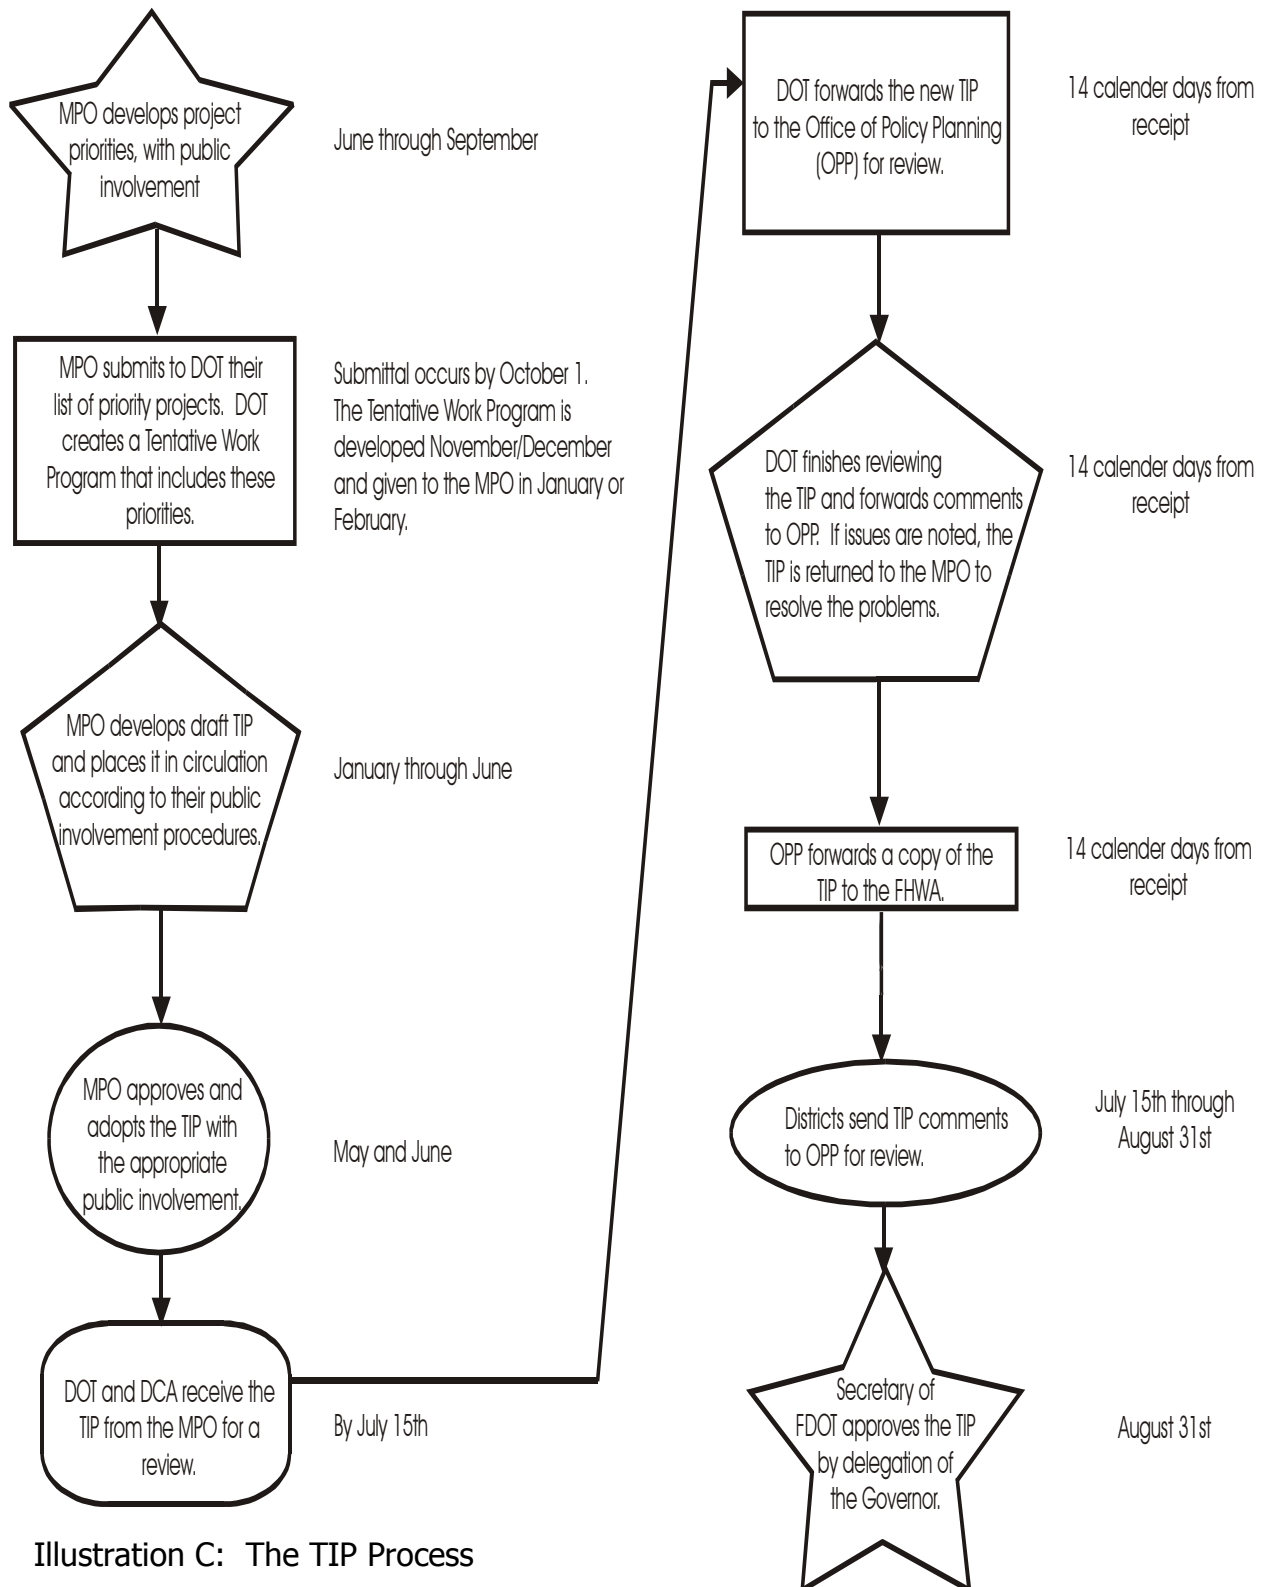 MPO develops project
priorities, with public
involvement
June through September
MPO submits to DOT their
list of priority projects.  DOT
creates a Tentative Work
Program that includes these
priorities.
Submittal occurs by October 1.
The Tentative Work Program is
developed November/December
and given to the MPO in January or
February.
MPO develops draft TIP
and places it in circulation
according to their public
involvement procedures.
January through June
MPO approves and
adopts the TIP with
the appropriate
public involvement.
May and June
DOT and DCA receive the
TIP from the MPO for a
review.
By July 15th
DOT forwards the new TIP
to the Office of Policy Planning
(OPP) for review.
14 calender days from
receipt
DOT finishes reviewing
the TIP and forwards comments
to OPP.  If issues are noted, the
TIP is returned to the MPO to
resolve the problems.
14 calender days from
receipt
OPP forwards a copy of the
TIP to the FHWA.
14 calender days from
receipt
Districts send TIP comments
to OPP for review.
July 15th through
August 31st
Secretary of
FDOT approves the TIP
by delegation of
the Governor.
August 31st
Illustration C:  The TIP Process